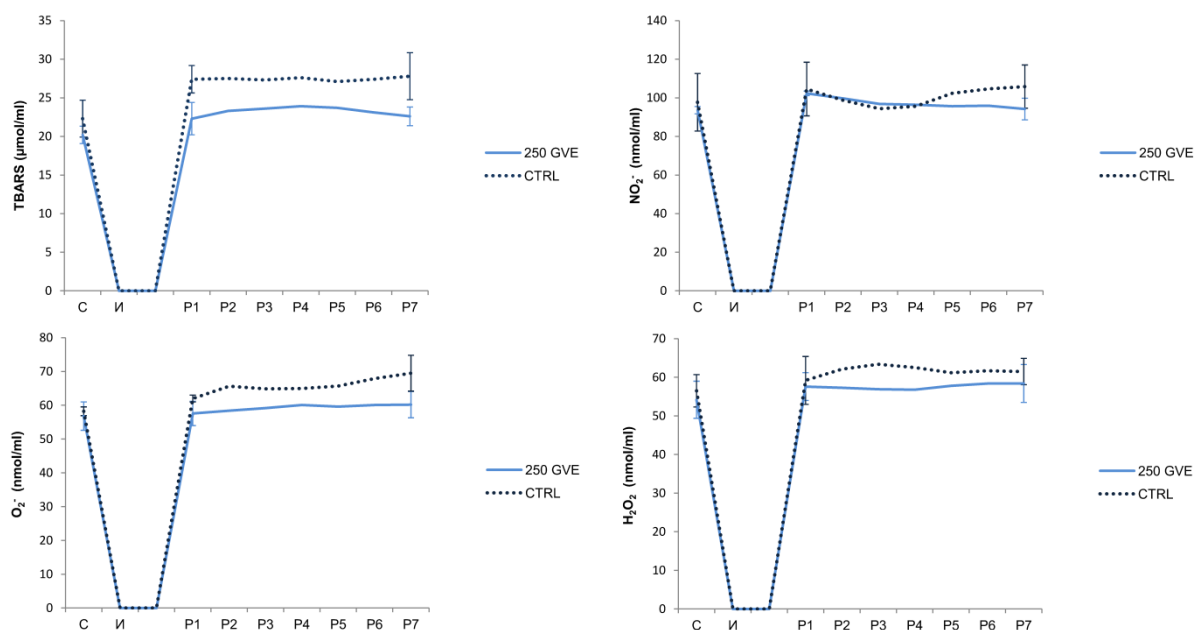 TBARS (µmol/ml)
35
30
25
20
15
10
5
0
С И P1 P2 P3 P4 P5 P6 P7
250 GVE
CTRL
NO₂⁻ (nmol/ml)
140
120
100
80
60
40
20
0
С И P1 P2 P3 P4 P5 P6 P7
250 GVE
CTRL
O₂⁻ (nmol/ml)
80
70
60
50
40
30
20
10
0
С И P1 P2 P3 P4 P5 P6 P7
250 GVE
CTRL
H₂O₂ (nmol/ml)
70
60
50
40
30
20
10
0
С И P1 P2 P3 P4 P5 P6 P7
250 GVE
CTRL